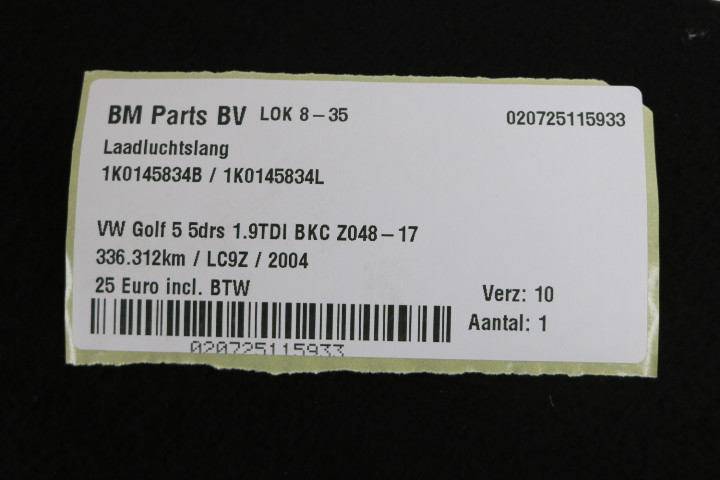 BM Parts BV LOK 8-35 020725115933
Laadluchtslang
1K0145834B / 1K0145834L
VW Golf 5 5drs 1.9TDI BKC Z048-17
336.312km / LC9Z / 2004
25 Euro incl. BTW
Verz: 10
Aantal: 1
020725115933